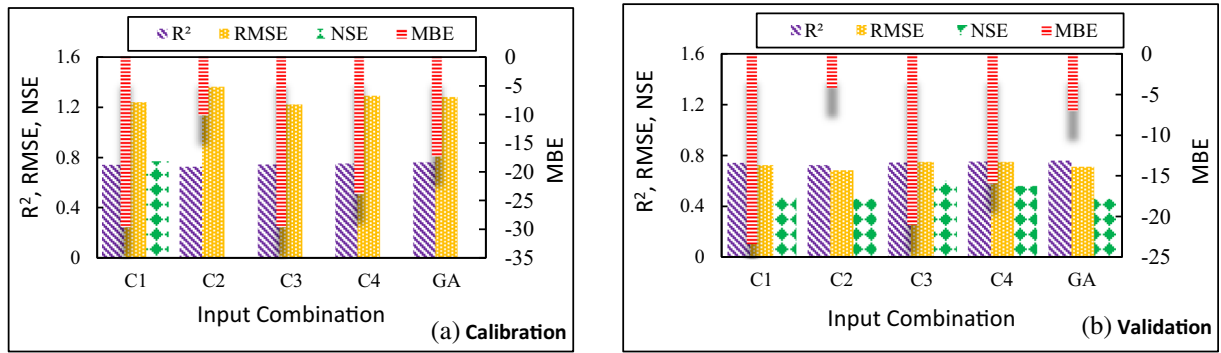 R² RMSE NSE MBE
1.6
1.2
0.8
0.4
0
R², RMSE, NSE
0
-5
-10
-15
-20
-25
-30
-35
MBE
C1 C2 C3 C4 GA
Input Combination
(a) Calibration
R² RMSE NSE MBE
1.6
1.2
0.8
0.4
0
R², RMSE, NSE
0
-5
-10
-15
-20
-25
MBE
C1 C2 C3 C4 GA
Input Combination
(b) Validation